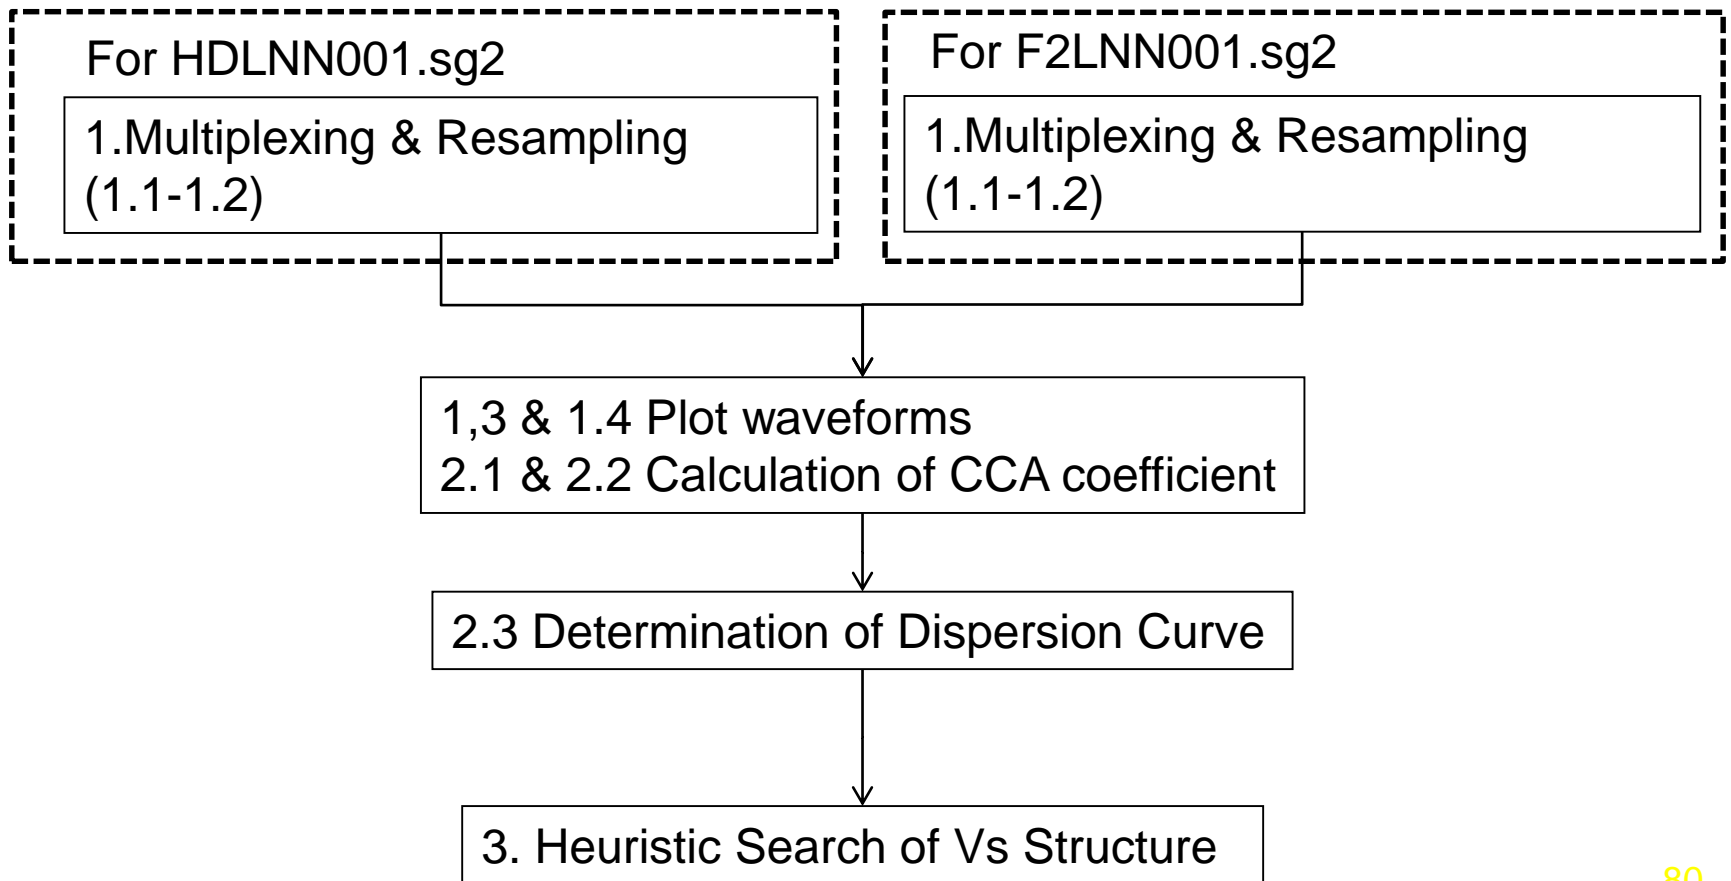 For HDLNN001.sg2
1.Multiplexing & Resampling
(1.1-1.2)
For F2LNN001.sg2
1.Multiplexing & Resampling
(1.1-1.2)
1,3 & 1.4 Plot waveforms
2.1 & 2.2 Calculation of CCA coefficient
2.3 Determination of Dispersion Curve
3. Heuristic Search of Vs Structure
80